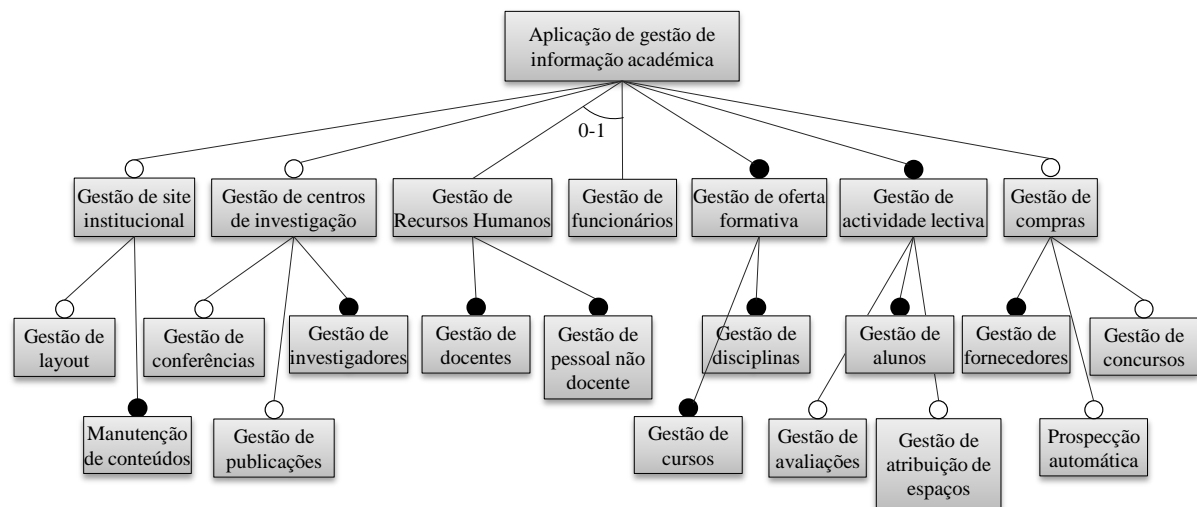 Aplicação de gestão de
informação académica
0-1
Gestão de site
institucional
Gestão de centros
de investigação
Gestão de
Recursos Humanos
Gestão de
funcionários
Gestão de oferta
formativa
Gestão de
actividade lectiva
Gestão de
compras
Gestão de
layout
Gestão de
conferências
Gestão de
investigadores
Gestão de
docentes
Gestão de
pessoal não
docente
Gestão de
disciplinas
Gestão de
alunos
Gestão de
fornecedores
Gestão de
concursos
Manutenção
de conteúdos
Gestão de
publicações
Gestão de
cursos
Gestão de
avaliações
Gestão de
atribuição de
espaços
Prospecção
automática